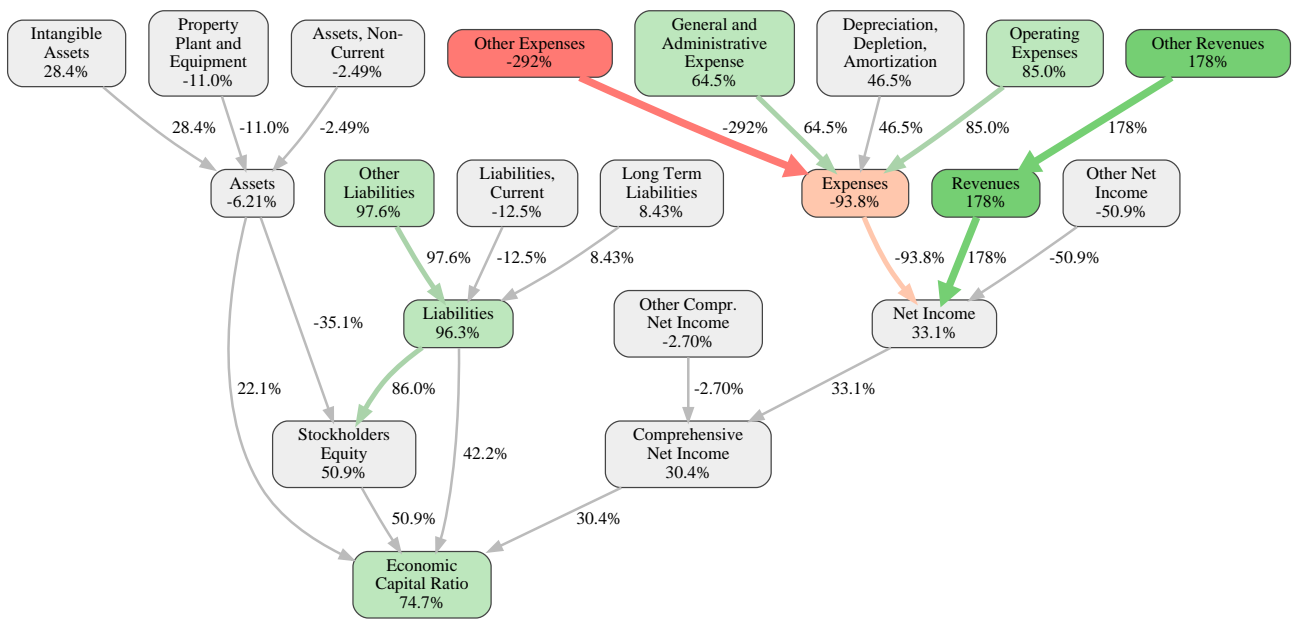 Intangible
Assets
28.4%
Property
Plant and
Equipment
-11.0%
Assets, Non-
Current
-2.49%
Other Expenses
-292%
General and
Administrative
Expense
64.5%
Depreciation,
Depletion,
Amortization
46.5%
Operating
Expenses
85.0%
Other Revenues
178%
28.4%
-11.0%
-2.49%
-292%
64.5%
46.5%
85.0%
178%
Assets
-6.21%
Other
Liabilities
97.6%
Liabilities,
Current
-12.5%
Long Term
Liabilities
8.43%
Expenses
-93.8%
Revenues
178%
Other Net
Income
-50.9%
97.6%
-12.5%
8.43%
-93.8%
178%
-50.9%
-35.1%
Liabilities
96.3%
Other Compr.
Net Income
-2.70%
Net Income
33.1%
22.1%
86.0%
-2.70%
33.1%
Stockholders
Equity
50.9%
42.2%
Comprehensive
Net Income
30.4%
50.9%
30.4%
Economic
Capital Ratio
74.7%